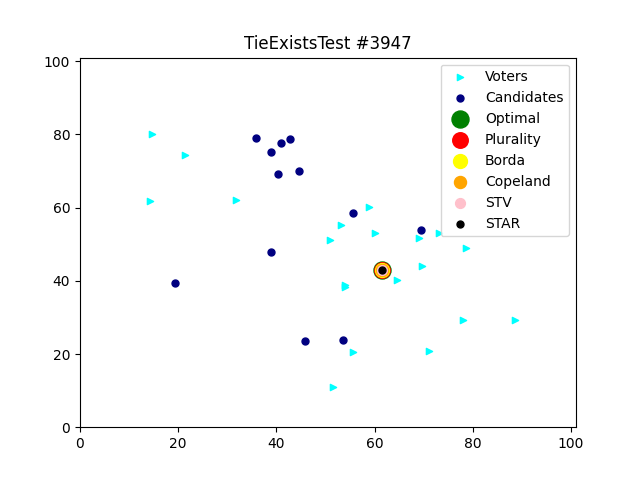 TieExistsTest #3947
100
80
60
40
20
0
0 20 40 60 80 100
Voters
Candidates
Optimal
Plurality
Borda
Copeland
STV
STAR